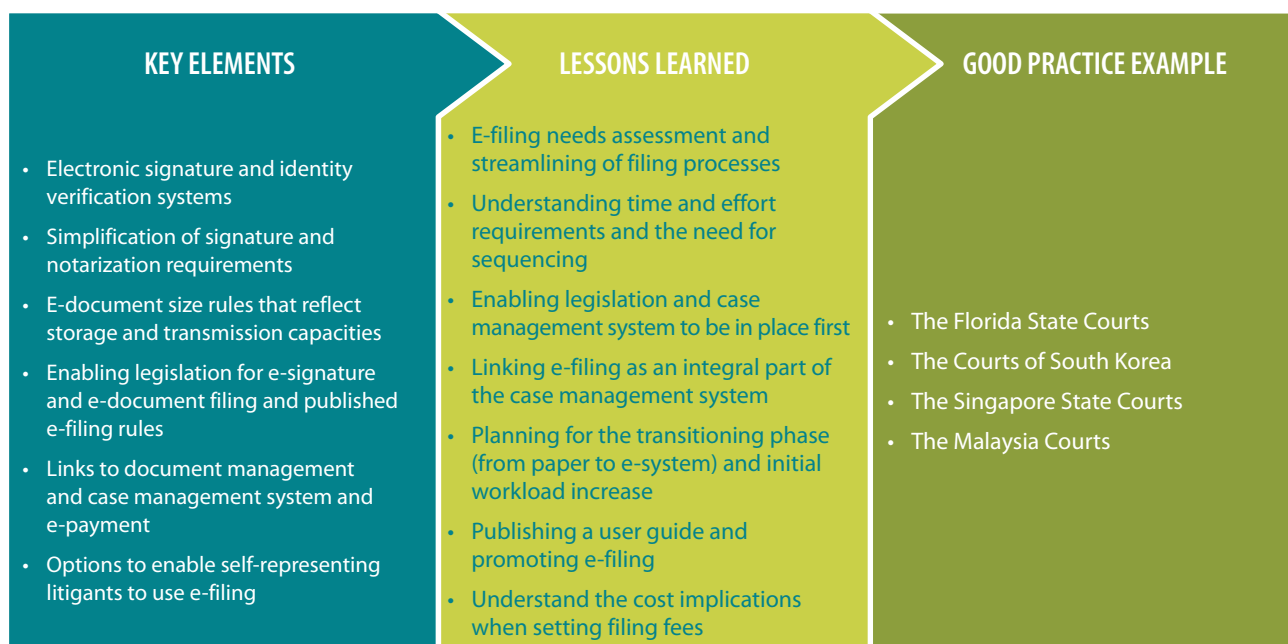 KEY ELEMENTS
• Electronic signature and identity
verification systems
• Simplification of signature and
notarization requirements
• E-document size rules that reflect
storage and transmission capacities
• Enabling legislation for e-signature
and e-document filing and published
e-filing rules
• Links to document management
and case management system and
e-payment
• Options to enable self-representing
litigants to use e-filing
LESSONS LEARNED
• E-filing needs assessment and
streamlining of filing processes
• Understanding time and effort
requirements and the need for
sequencing
• Enabling legislation and case
management system to be in place first
• Linking e-filing as an integral part of
the case management system
• Planning for the transitioning phase
(from paper to e-system) and initial
workload increase
• Publishing a user guide and
promoting e-filing
• Understand the cost implications
when setting filing fees
GOOD PRACTICE EXAMPLE
• The Florida State Courts
• The Courts of South Korea
• The Singapore State Courts
• The Malaysia Courts